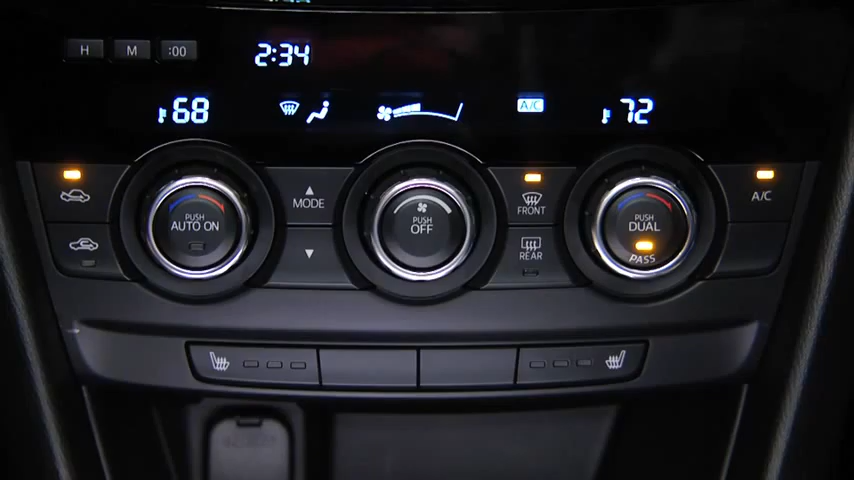 H M :00
2:34
68 A/C 72
MODE
PUSH
AUTO ON
PUSH
OFF
FRONT
REAR
PUSH
DUAL
PASS
A/C